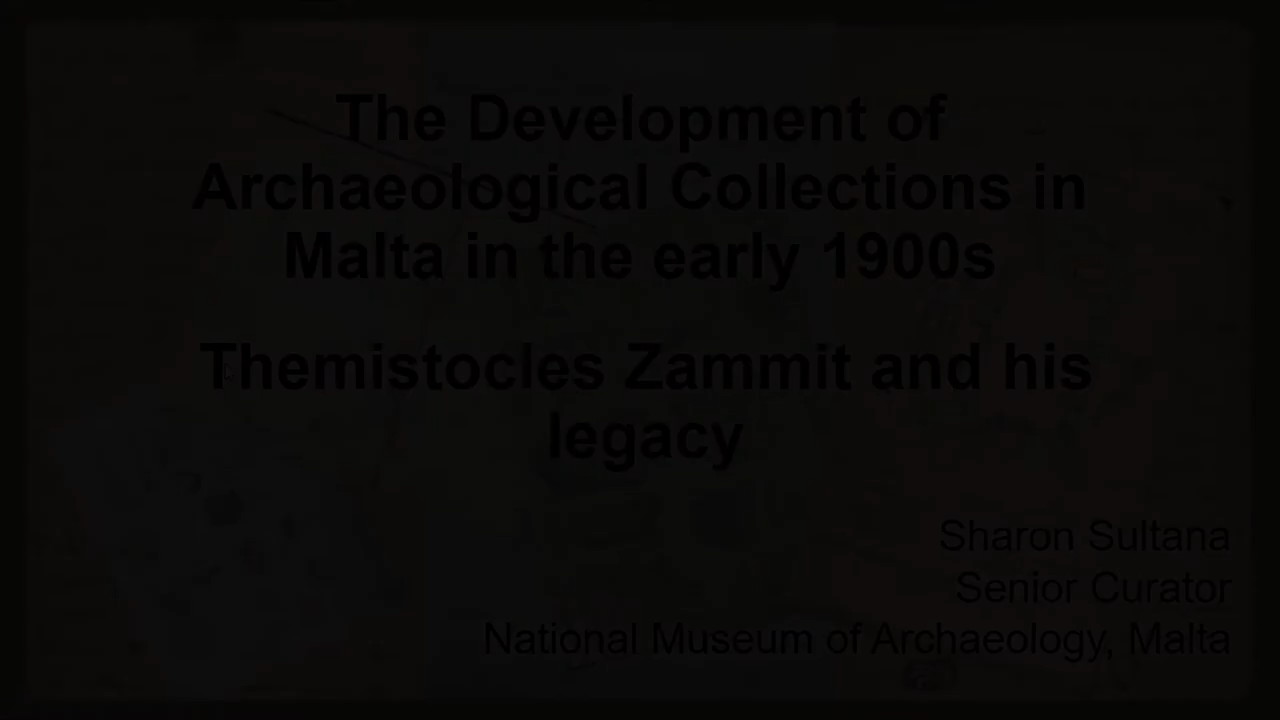 The Development of
Archaeological Collections in
Malta in the early 1900s
Themistocles Zammit and his
legacy
Sharon Sultana
Senior Curator
National Museum of Archaeology, Malta